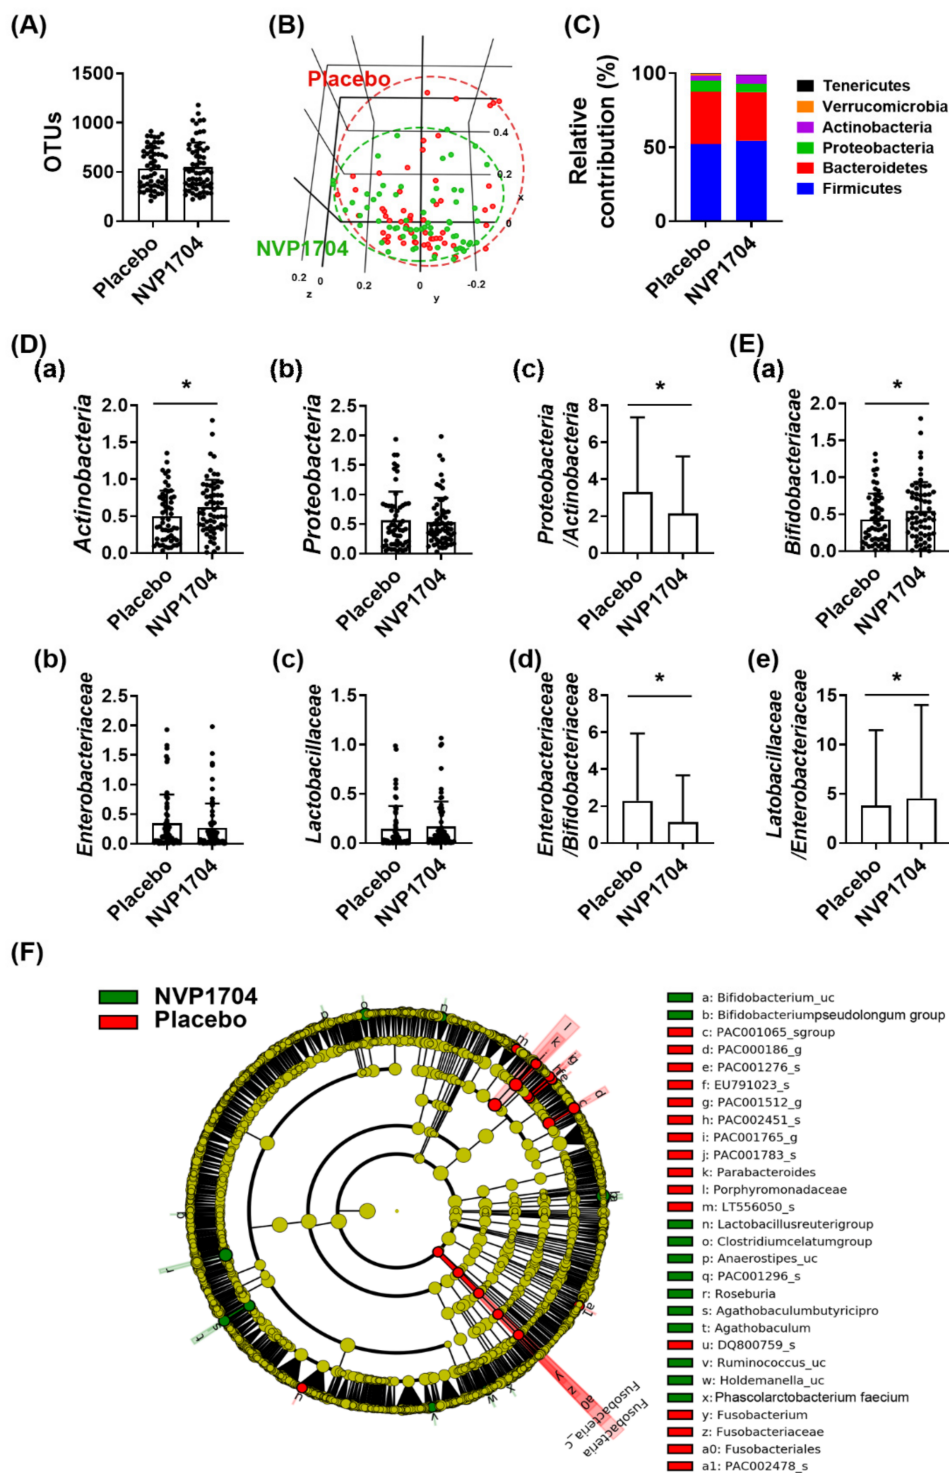 (A)
OTUs
1500
1000
500
0
Placebo
NVP1704
(B)
Placebo
NVP1704
0.4
0.2
x
0
0.2
z
0
0.2
0
y
-0.2
(C)
Relative
contribution (%)
100
50
0
Placebo
NVP1704
Tenericutes
Verrucomicrobia
Actinobacteria
Proteobacteria
Bacteroidetes
Firmicutes
(D)
(a)
Actinobacteria
2.0
1.5
1.0
0.5
0.0
*
Placebo
NVP1704
(b)
Proteobacteria
2.5
2.0
1.5
1.0
0.5
0.0
Placebo
NVP1704
(c)
Proteobacteria
/Actinobacteria
8
6
4
2
0
*
Placebo
NVP1704
(E)
(a)
Bifidobacteriacae
2.0
1.5
1.0
0.5
0.0
*
Placebo
NVP1704
(b)
Enterobacteriaceae
2.5
2.0
1.5
1.0
0.5
0.0
Placebo
NVP1704
(c)
Lactobacillaceae
1.5
1.0
0.5
0.0
Placebo
NVP1704
(d)
Enterobacteriaceae
/Bifidobacteriaceae
8
6
4
2
0
*
Placebo
NVP1704
(e)
Latobacillaceae
/Enterobacteriaceae
15
10
5
0
*
Placebo
NVP1704
(F)
NVP1704
Placebo
m
l
k
j
d
c
n
o
p
q
r
s
t
u
v
w
x
y
z
a0
a1
Fusobacteria_c
Fusobacteria
a: Bifidobacterium_uc
b: Bifidobacteriumpseudolongum group
c: PAC001065_sgroup
d: PAC000186_g
e: PAC001276_s
f: EU791023_s
g: PAC001512_g
h: PAC002451_s
i: PAC001765_g
j: PAC001783_s
k: Parabacteroides
l: Porphyromonadaceae
m: LT556050_s
n: Lactobacillusreuterigroup
o: Clostridiumcelatumgroup
p: Anaerostipes_uc
q: PAC001296_s
r: Roseburia
s: Agathobaculumbutyricipro
t: Agathobaculum
u: DQ800759_s
v: Ruminococcus_uc
w: Holdemanella_uc
x: Phascolarctobacterium faecium
y: Fusobacterium
z: Fusobacteriaceae
a0: Fusobacteriales
a1: PAC002478_s